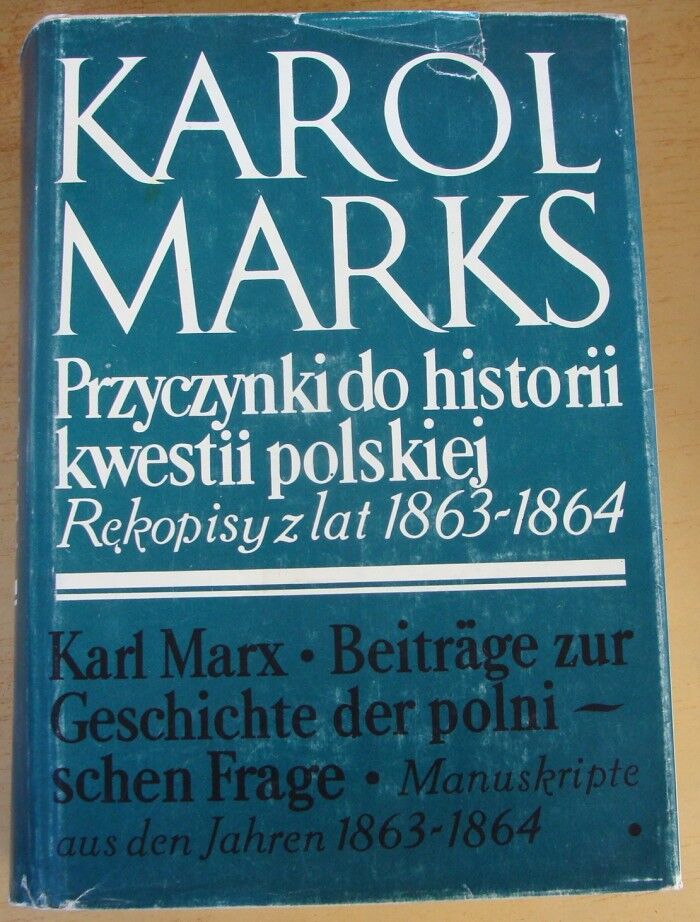 KAROL
MARKS
Przyczynki do historii
kwestii polskiej
Rękopisy z lat 1863-1864
Karl Marx • Beiträge zur
Geschichte der polni –
schen Frage • Manuskripte
aus den Jahren 1863-1864 •